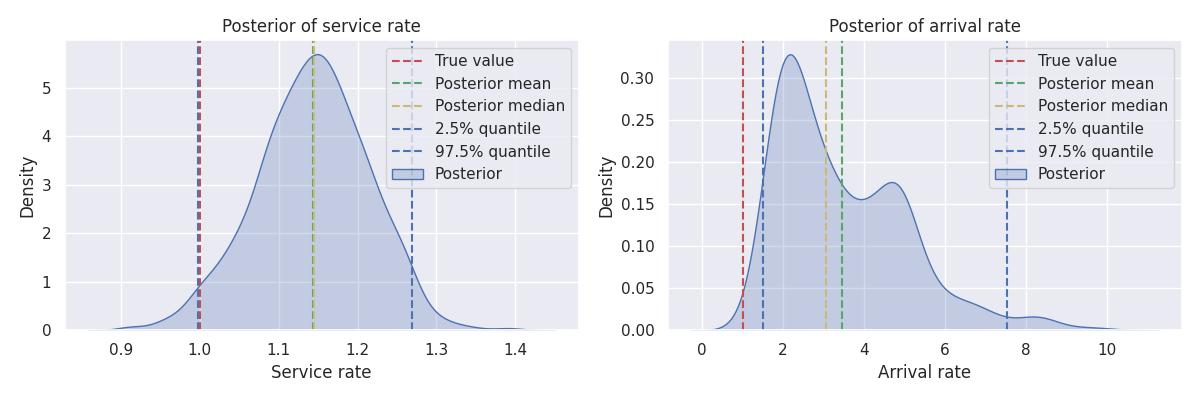 Posterior of service rate
5
4
3
2
1
0
Density
True value
Posterior mean
Posterior median
2.5% quantile
97.5% quantile
Posterior
0.9 1.0 1.1 1.2 1.3 1.4
Service rate
Posterior of arrival rate
0.30
0.25
0.20
0.15
0.10
0.05
0.00
Density
True value
Posterior mean
Posterior median
2.5% quantile
97.5% quantile
Posterior
0 2 4 6 8 10
Arrival rate